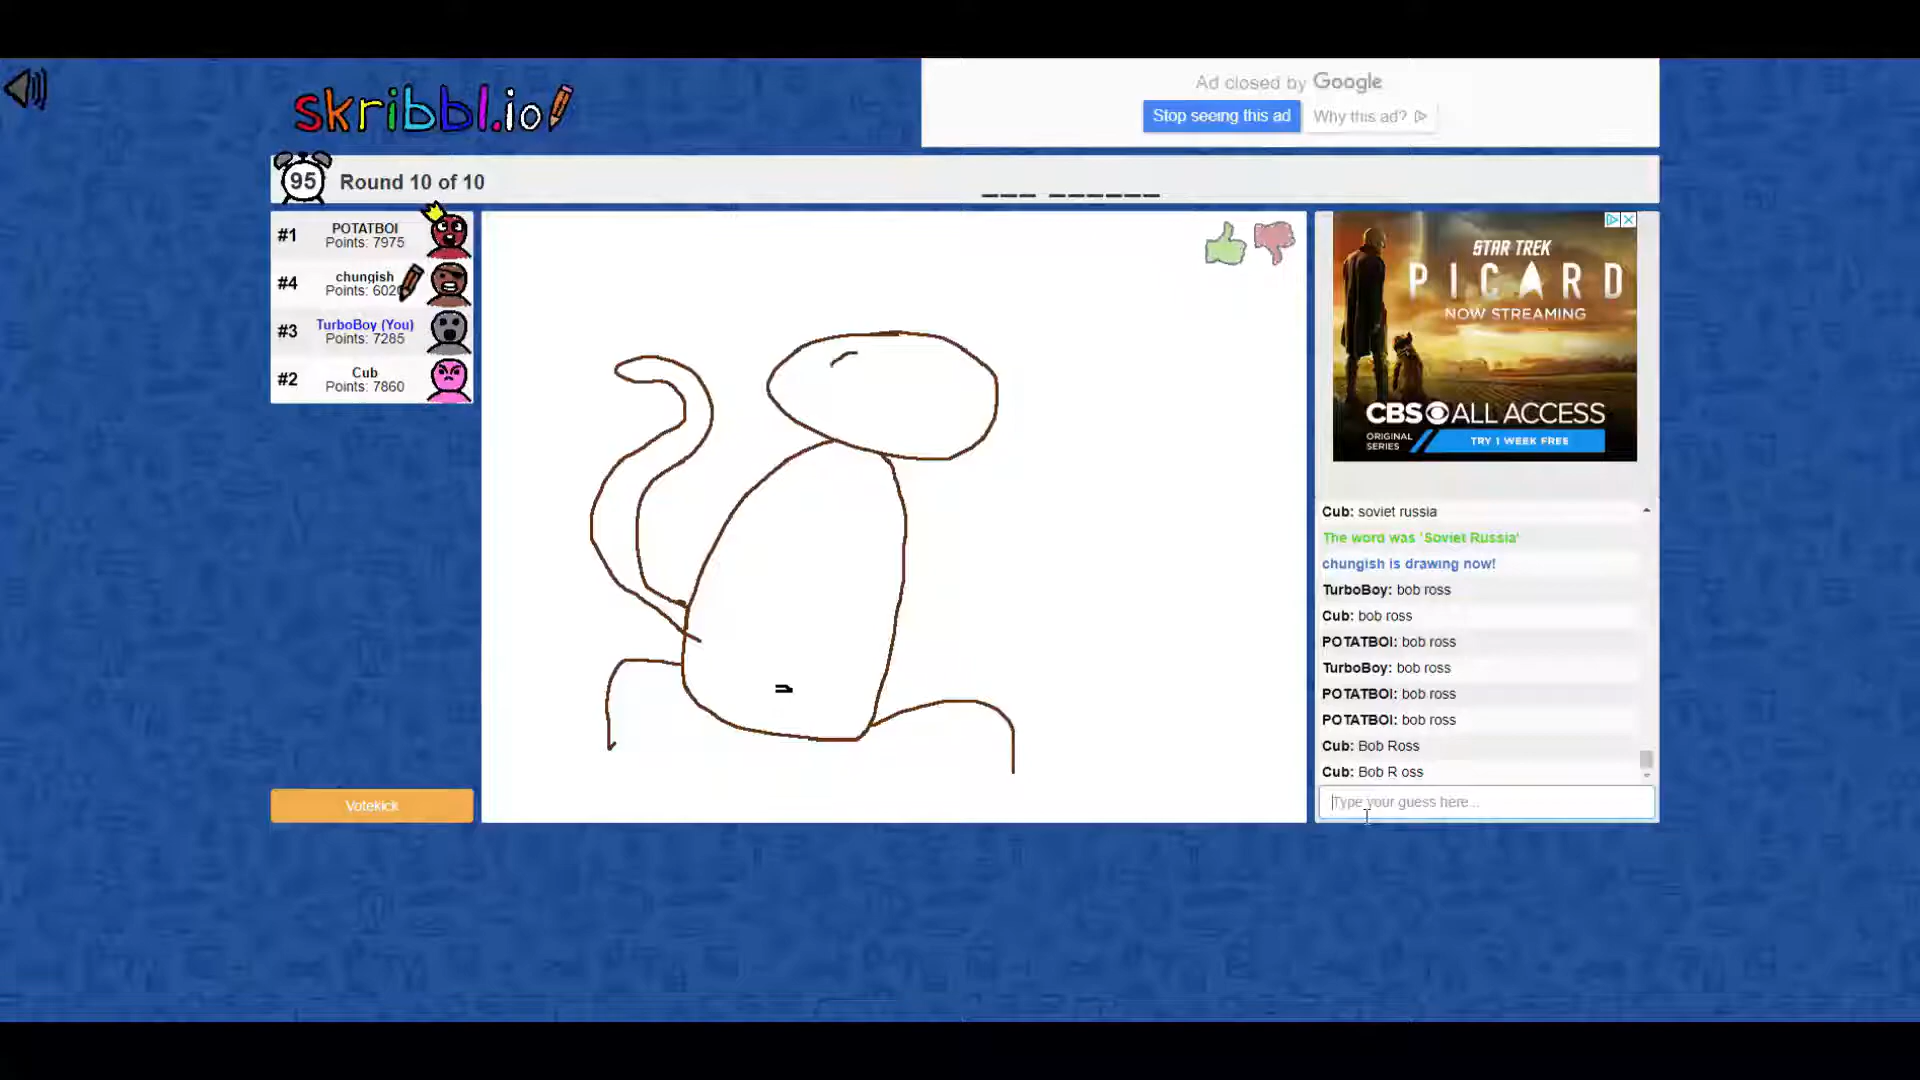 skribbl.io
Ad closed by Google
Stop seeing this ad
Why this ad?
95
Round 10 of 10
___ ______
#1
POTATBOI
Points: 7975
#4
chungish
Points: 6020
#3
TurboBoy (You)
Points: 7285
#2
Cub
Points: 7860
Votekick
STAR TREK
PICARD
NOW STREAMING
CBS ALL ACCESS
ORIGINAL SERIES
TRY 1 WEEK FREE
Cub: soviet russia
The word was 'Soviet Russia'
chungish is drawing now!
TurboBoy: bob ross
Cub: bob ross
POTATBOI: bob ross
TurboBoy: bob ross
POTATBOI: bob ross
POTATBOI: bob ross
Cub: Bob Ross
Cub: Bob R oss
Type your guess here...